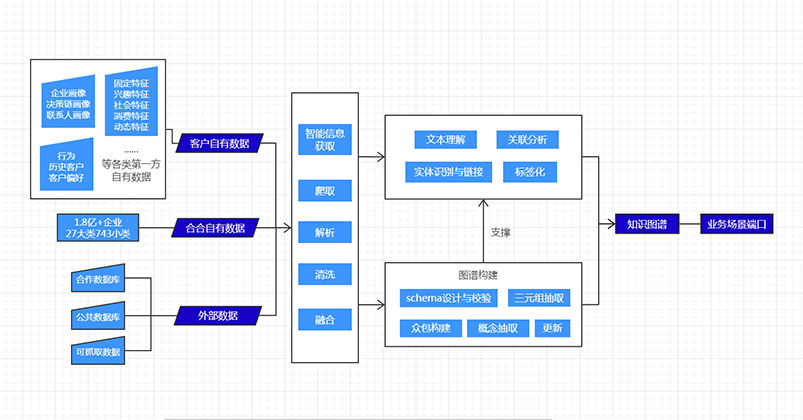 企业画像
决策链画像
联系人画像
固定特征
兴趣特征
社会特征
消费特征
动态特征
行为
历史客户
客户偏好
......
等各类第一方
自有数据
客户自有数据
1.8亿+企业
27大类743小类
合合自有数据
合作数据库
公共数据库
可抓取数据
外部数据
智能信息
获取
爬取
解析
清洗
融合
文本理解
关联分析
实体识别与链接
标签化
支撑
图谱构建
schema设计与校验
三元组抽取
众包构建
概念抽取
更新
知识图谱
业务场景端口